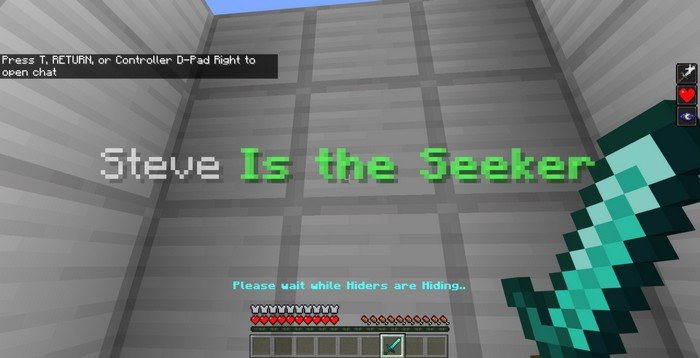 Press T, RETURN, or Controller D-Pad Right to
open chat
Steve Is the Seeker
Please wait while Hiders are Hiding..